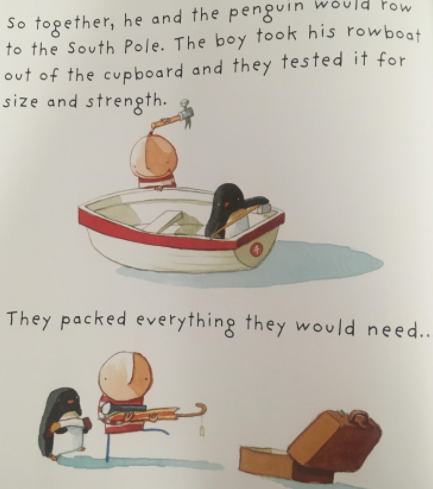 So together, he and the penguin would row
to the South Pole. The boy took his rowboat
out of the cupboard and they tested it for
size and strength.
They packed everything they would need..